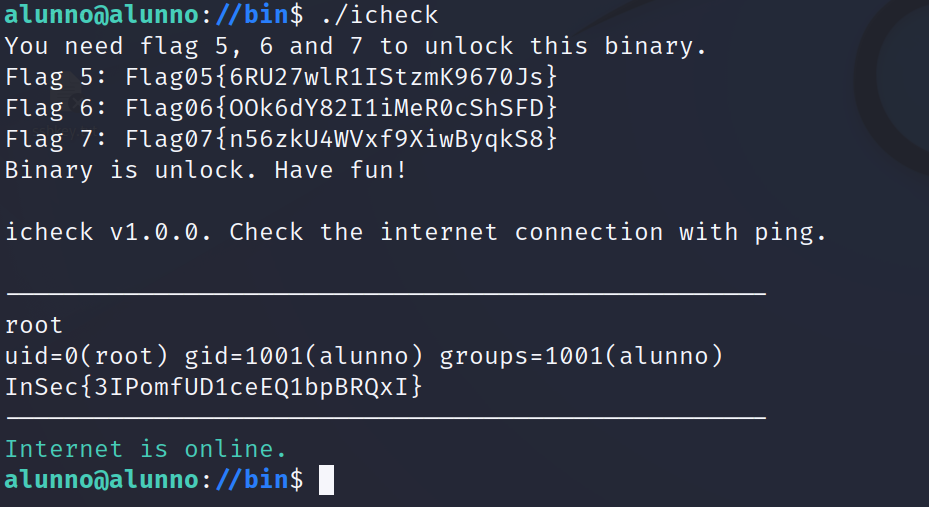 alunno@alunno://bin$ ./icheck
You need flag 5, 6 and 7 to unlock this binary.
Flag 5: Flag05{6RU27wlR1IStzmK9670Js}
Flag 6: Flag06{OOk6dY82I1iMeR0cShSFD}
Flag 7: Flag07{n56zkU4WVxf9XiwByqkS8}
Binary is unlock. Have fun!
icheck v1.0.0. Check the internet connection with ping.
root
uid=0(root) gid=1001(alunno) groups=1001(alunno)
InSec{3IPomfUD1ceEQ1bpBRQxI}
Internet is online.
alunno@alunno://bin$